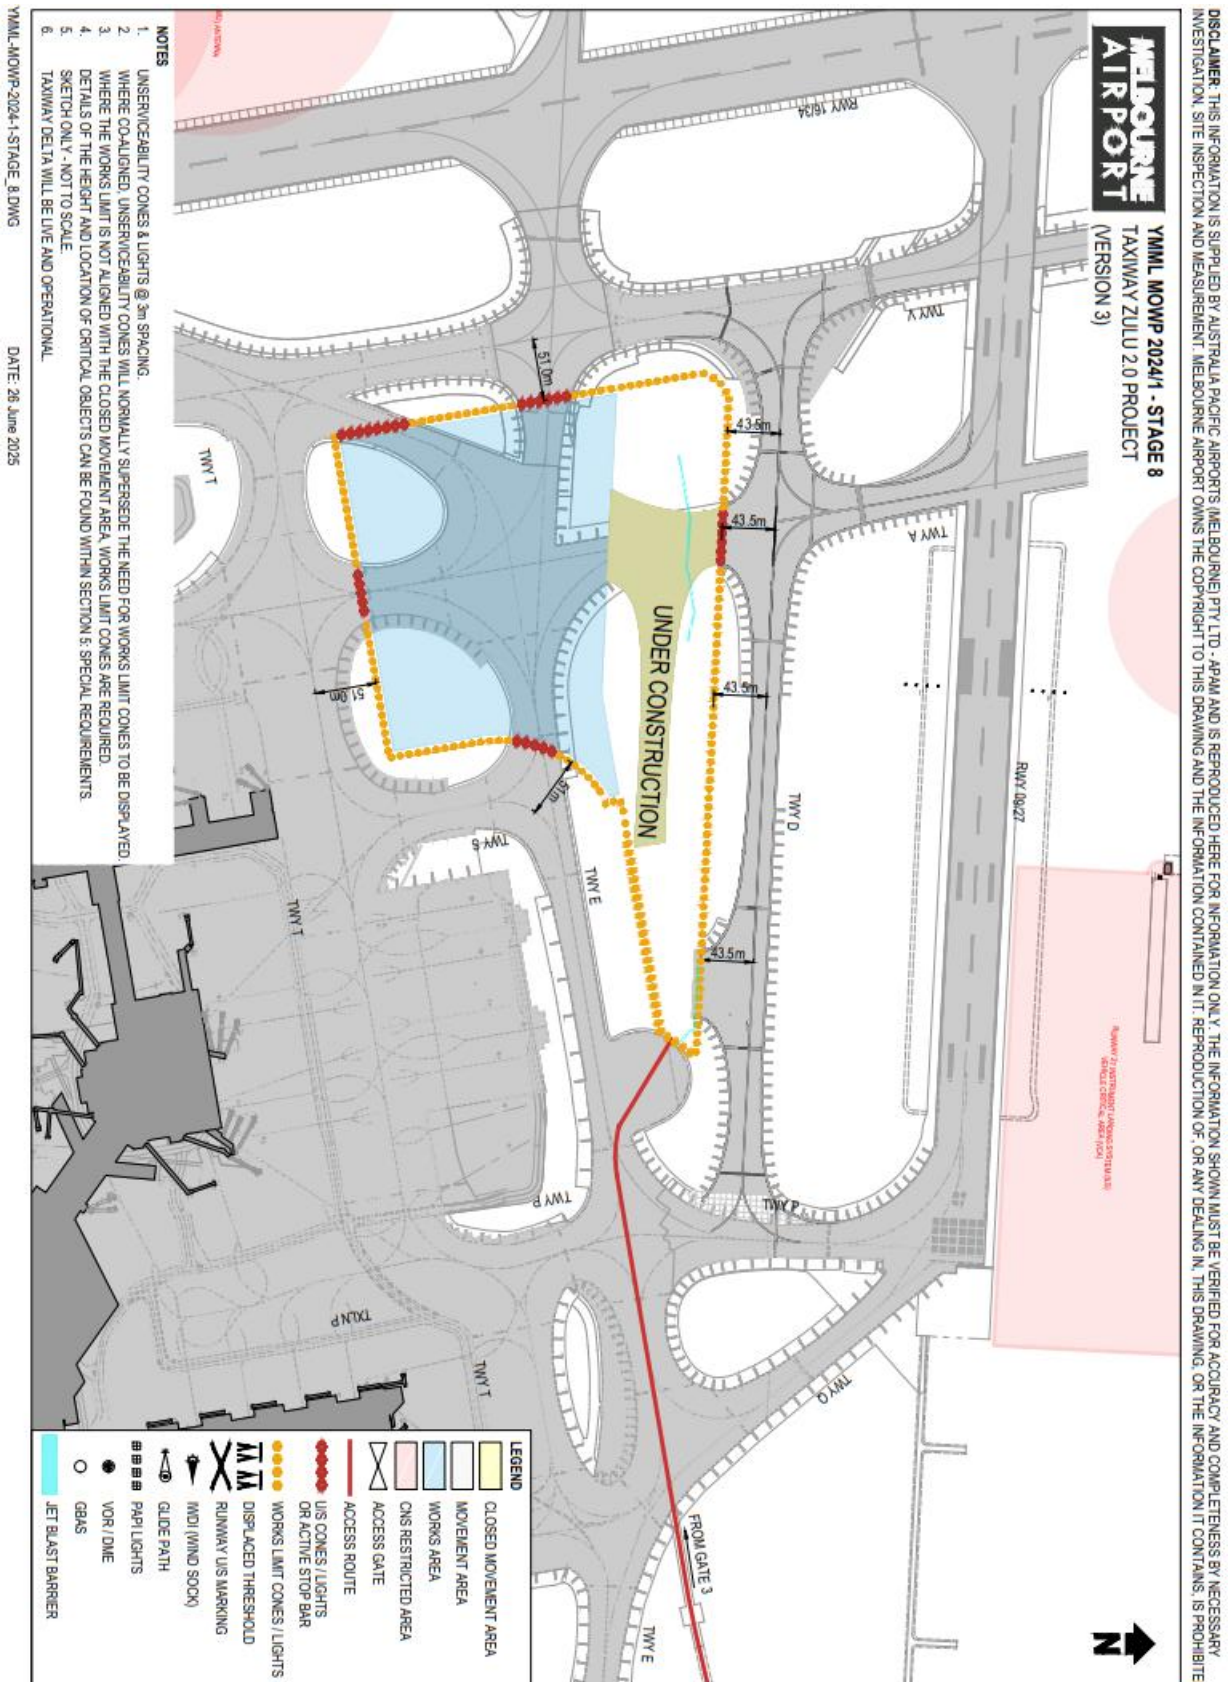 DISCLAIMER: THIS INFORMATION IS SUPPLIED BY AUSTRALIA PACIFIC AIRPORTS (MELBOURNE) PTY LTD - APAM AND IS REPRODUCED HERE FOR INFORMATION ONLY. THE INFORMATION SHOWN MUST BE VERIFIED FOR ACCURACY AND COMPLETENESS BY NECESSARY
INVESTIGATION, SITE INSPECTION AND MEASUREMENT. MELBOURNE AIRPORT OWNS THE COPYRIGHT TO THIS DRAWING AND THE INFORMATION CONTAINED IN IT. REPRODUCTION OF, OR ANY DEALING IN, THIS DRAWING, OR THE INFORMATION IT CONTAINS, IS PROHIBITE
MELBOURNE
AIRPORT
YMML MOWP 2024/1 - STAGE 8
TAXIWAY ZULU 2.0 PROJECT
(VERSION 3)
N
RUNWAY 27 INSTRUMENT LANDING SYSTEM (ILS)
VEHICLE CRITICAL AREA (VCA)
RWY 09/27
RWY 16/34
TWY V
TWY A
TWY D
TWY P
TWY Q
43.5m
43.5m
43.5m
43.5m
51.0m
51.0m
51m
UNDER CONSTRUCTION
TWY E
TWY S
TWY T
TWY T
TWY P
TXLN P
TWY T
FROM GATE 3
TWY E
NOTES
1. UNSERVICEABILITY CONES & LIGHTS @ 3m SPACING.
2. WHERE CO-ALIGNED, UNSERVICEABILITY CONES WILL NORMALLY SUPERSEDE THE NEED FOR WORKS LIMIT CONES TO BE DISPLAYED.
3. WHERE THE WORKS LIMIT IS NOT ALIGNED WITH THE CLOSED MOVEMENT AREA, WORKS LIMIT CONES ARE REQUIRED.
4. DETAILS OF THE HEIGHT AND LOCATION OF CRITICAL OBJECTS CAN BE FOUND WITHIN SECTION 5: SPECIAL REQUIREMENTS.
5. SKETCH ONLY - NOT TO SCALE.
6. TAXIWAY DELTA WILL BE LIVE AND OPERATIONAL.
LEGEND
CLOSED MOVEMENT AREA
MOVEMENT AREA
WORKS AREA
CNS RESTRICTED AREA
ACCESS GATE
ACCESS ROUTE
U/S CONES / LIGHTS
OR ACTIVE STOP BAR
WORKS LIMIT CONES / LIGHTS
DISPLACED THRESHOLD
RUNWAY U/S MARKING
IWDI (WIND SOCK)
GLIDE PATH
PAPI LIGHTS
VOR / DME
GBAS
JET BLAST BARRIER
YMML-MOWP-2024-1-STAGE_8.DWG
DATE: 26 June 2025